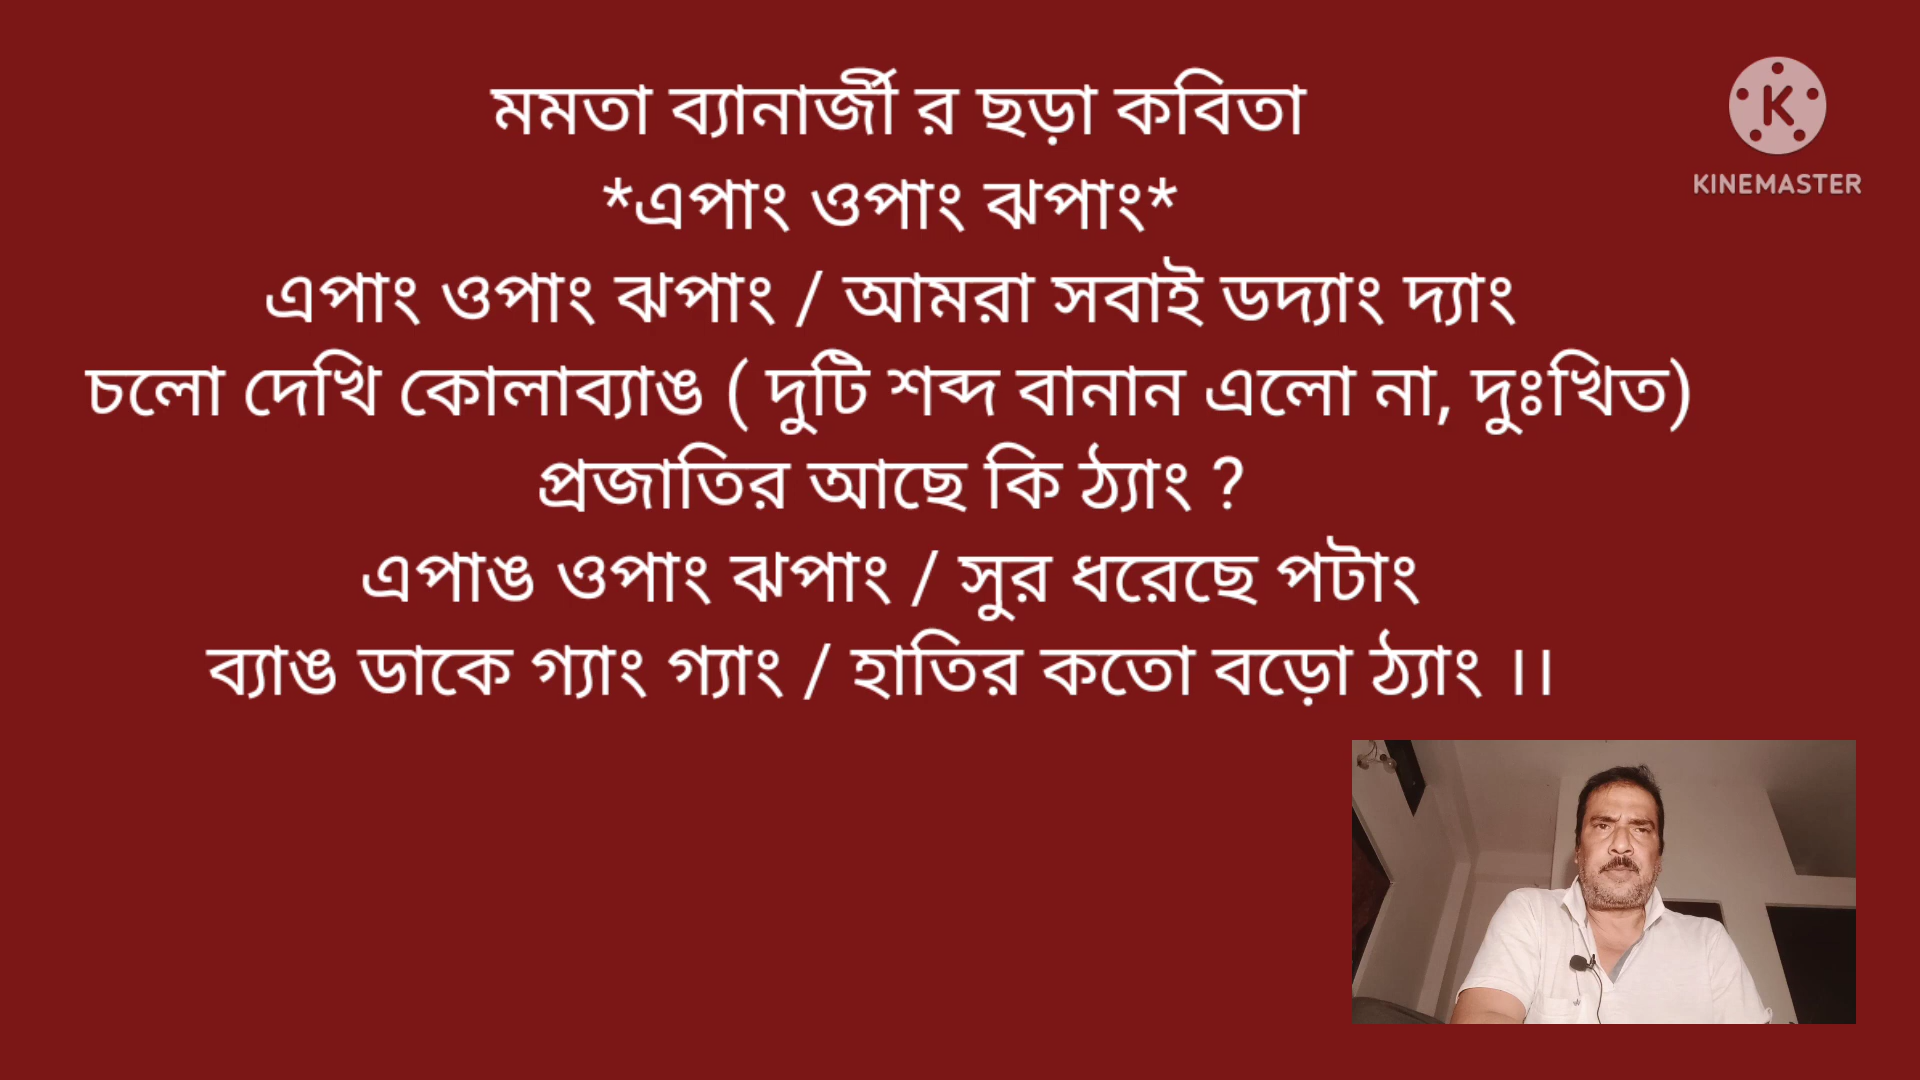 মমতা ব্যানার্জী র ছড়া কবিতা
*এপাং ওপাং ঝপাং*
এপাং ওপাং ঝপাং / আমরা সবাই ডদ্যাং দ্যাং
চলো দেখি কোলাব্যাঙ ( দুটি শব্দ বানান এলো না, দুঃখিত)
প্রজাতির আছে কি ঠ্যাং ?
এপাঙ ওপাং ঝপাং / সুর ধরেছে পটাং
ব্যাঙ ডাকে গ্যাং গ্যাং / হাতির কতো বড়ো ঠ্যাং ।।
K
KINEMASTER